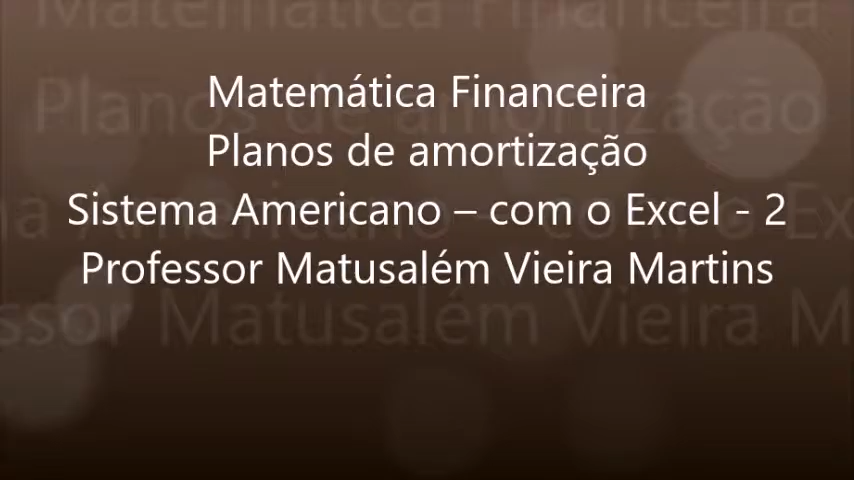 Matemática Financeira
Planos de amortização
Sistema Americano – com o Excel - 2
Professor Matusalém Vieira Martins